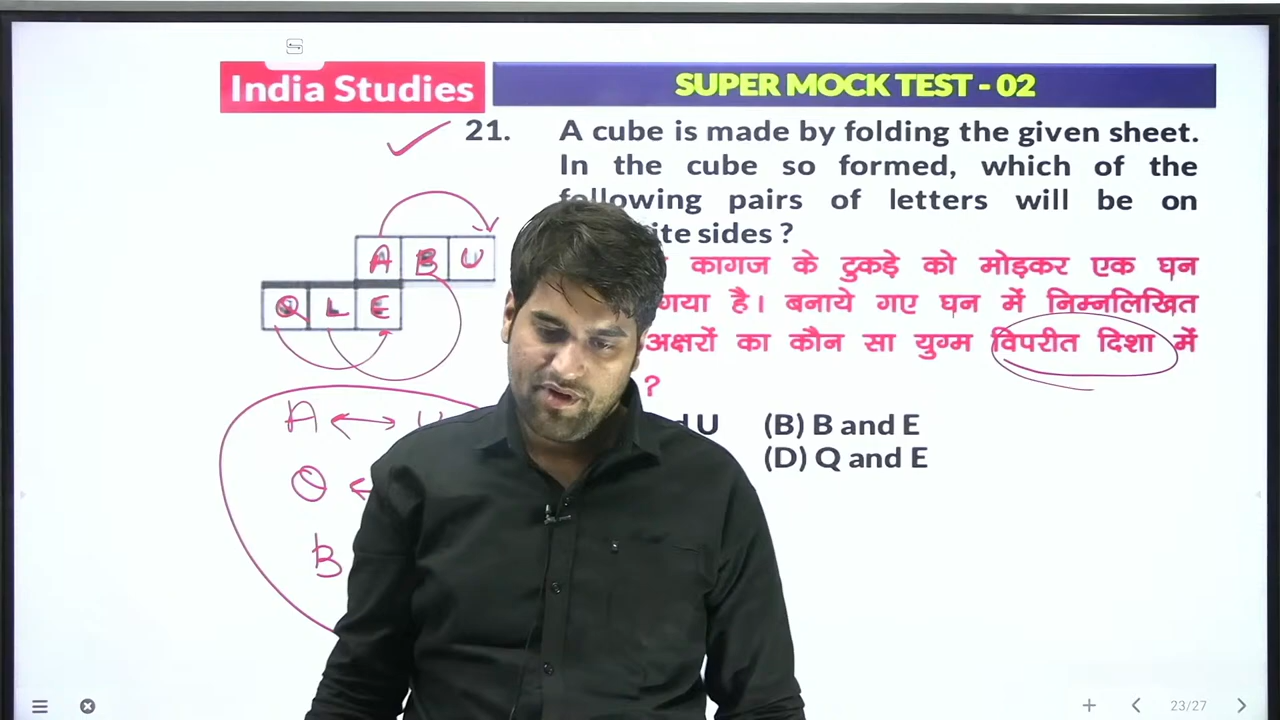 India Studies
SUPER MOCK TEST - 02
21. A cube is made by folding the given sheet.
In the cube so formed, which of the
following pairs of letters will be on
sides ?
A B U
Q L E
कागज के टुकड़े को मोड़कर एक घन
गया है। बनाये गए घन में निम्नलिखित
अक्षरों का कौन सा युग्म विपरीत दिशा में
?
U (B) B and E
(D) Q and E
A ↔ U
Q
B
23/27